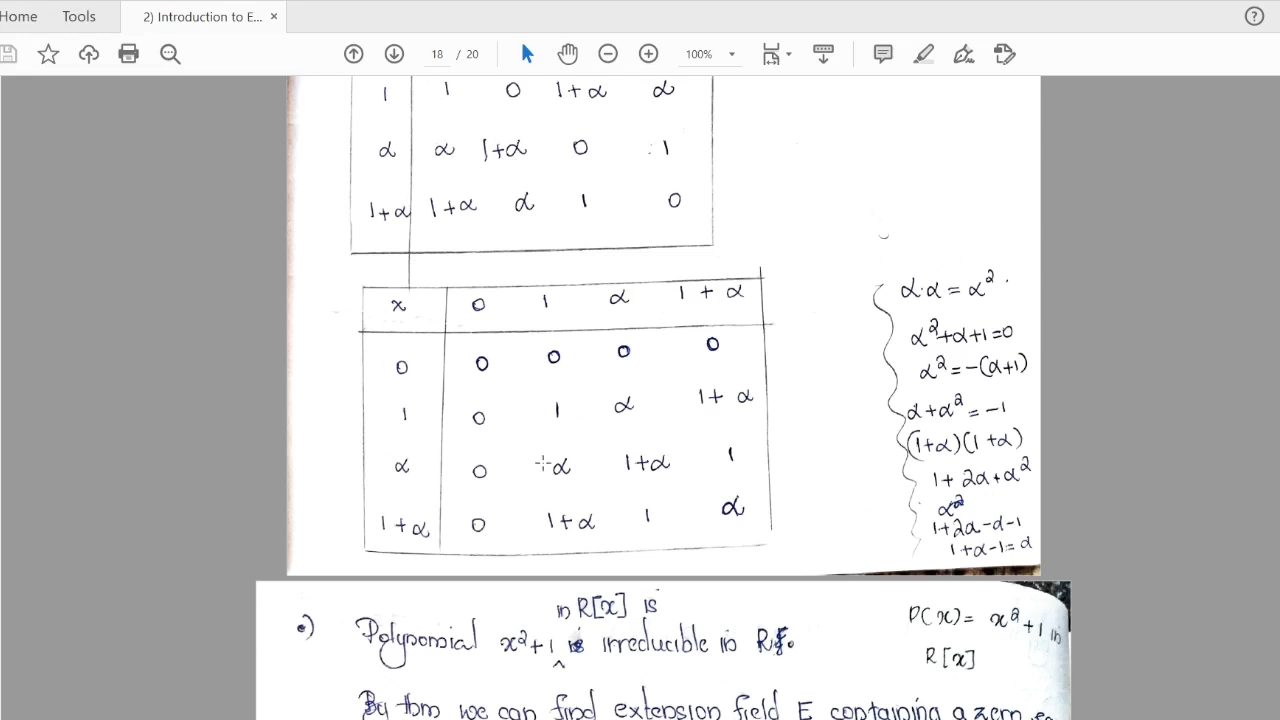 Home Tools 2) Introduction to E... ×
18 / 20 100%
1 1 0 1+α α
α α 1+α 0 1
1+α 1+α α 1 0
x 0 1 α 1 + α
0 0 0 0 0
1 0 1 α 1+ α
α 0 α 1+α 1
1+α 0 1+α 1 α
α·α = α².
α²+α+1=0
α²=-(α+1)
α+α² = -1
(1+α)(1+α)
1+ 2α+α²
α²
1+2α-α-1
1+α-1=α
in R[x] is
•) Polynomial x²+1 irreducible in R.
P(x)= x²+1 in
R[x]
By thm we can find extension field E containing a zero